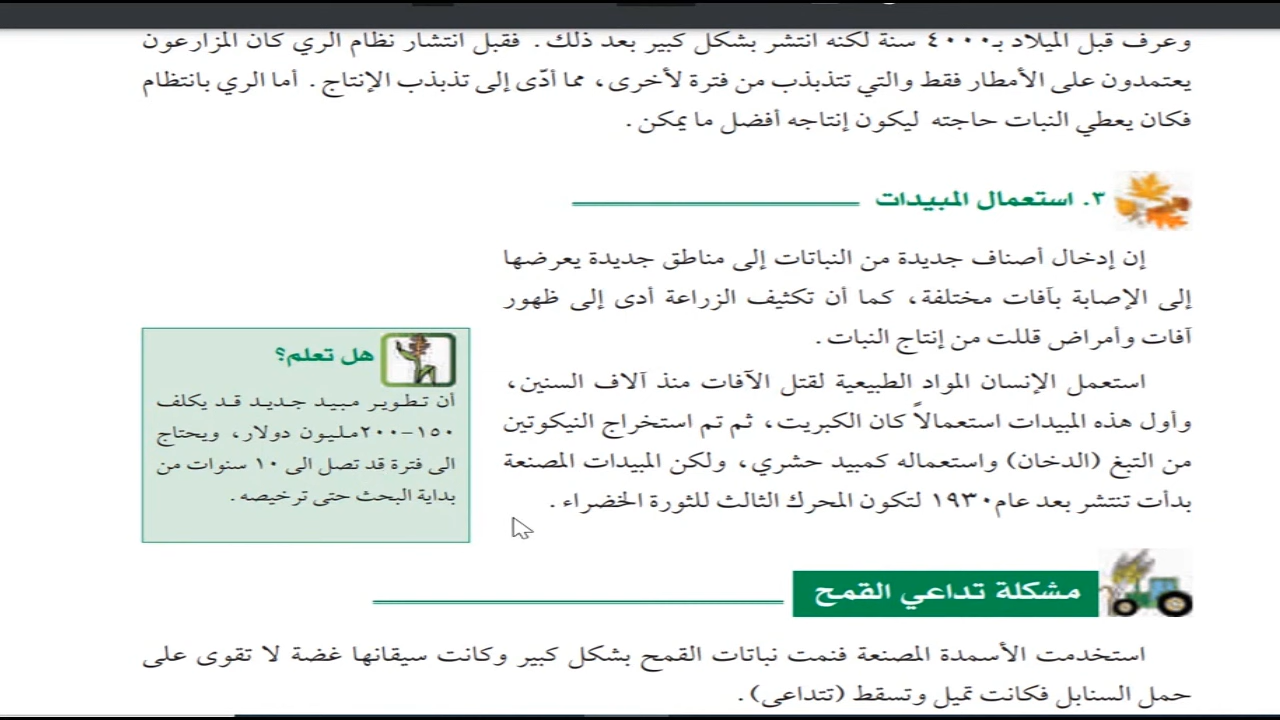 وعرف قبل الميلاد بـ٤٠٠٠ سنة لكنه انتشر بشكل كبير بعد ذلك. فقبل انتشار نظام الري كان المزارعون
يعتمدون على الأمطار فقط والتي تتذبذب من فترة لأخرى، مما أدّى إلى تذبذب الإنتاج. أما الري بانتظام
فكان يعطي النبات حاجته ليكون إنتاجه أفضل ما يمكن.
٣. استعمال المبيدات
إن إدخال أصناف جديدة من النباتات إلى مناطق جديدة يعرضها
إلى الإصابة بآفات مختلفة، كما أن تكثيف الزراعة أدى إلى ظهور
آفات وأمراض قللت من إنتاج النبات.
استعمل الإنسان المواد الطبيعية لقتل الآفات منذ آلاف السنين،
وأول هذه المبيدات استعمالاً كان الكبريت، ثم تم استخراج النيكوتين
من التبغ (الدخان) واستعماله كمبيد حشري، ولكن المبيدات المصنعة
بدأت تنتشر بعد عام ١٩٣٠ لتكون المحرك الثالث للثورة الخضراء.
هل تعلم؟
أن تطوير مبيد جديد قد يكلف
١٥٠-٢٠٠مليون دولار، ويحتاج
الى فترة قد تصل الى ١٠ سنوات من
بداية البحث حتى ترخيصه.
مشكلة تداعي القمح
استخدمت الأسمدة المصنعة فنمت نباتات القمح بشكل كبير وكانت سيقانها غضة لا تقوى على
حمل السنابل فكانت تميل وتسقط (تتداعى).